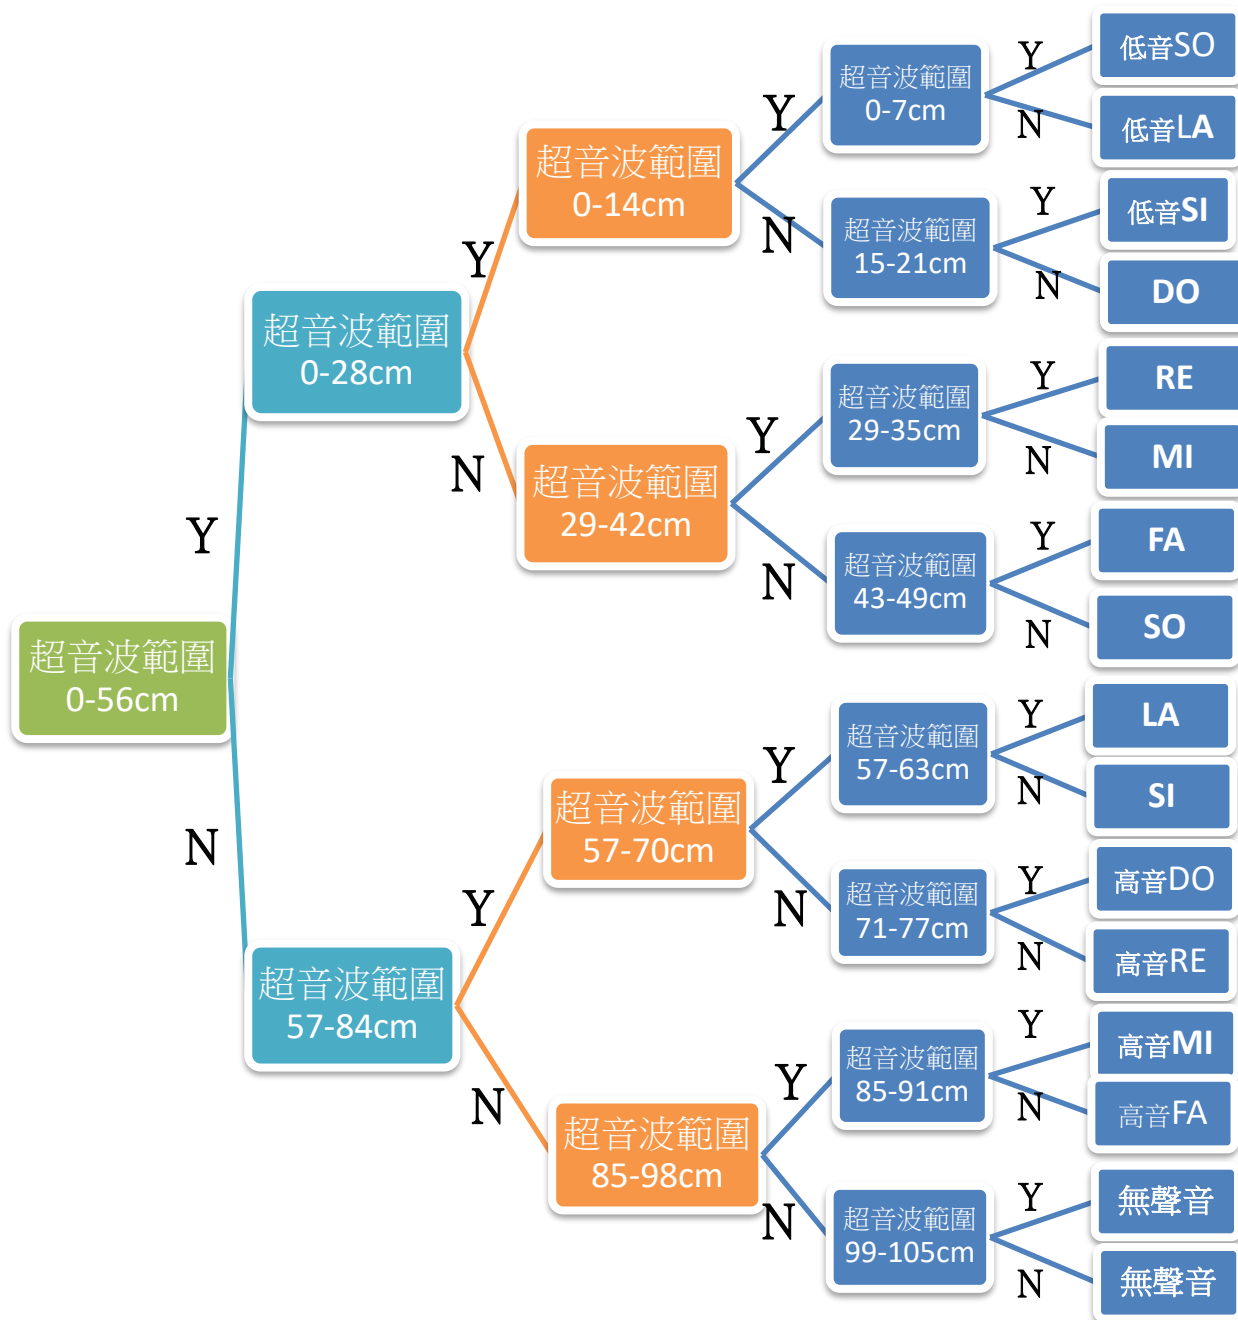 超音波範圍
0-56cm
Y
N
超音波範圍
0-28cm
Y
N
超音波範圍
57-84cm
Y
N
超音波範圍
0-14cm
Y
N
超音波範圍
29-42cm
Y
N
超音波範圍
57-70cm
Y
N
超音波範圍
85-98cm
Y
N
超音波範圍
0-7cm
Y
N
超音波範圍
15-21cm
Y
N
超音波範圍
29-35cm
Y
N
超音波範圍
43-49cm
Y
N
超音波範圍
57-63cm
Y
N
超音波範圍
71-77cm
Y
N
超音波範圍
85-91cm
Y
N
超音波範圍
99-105cm
Y
N
低音SO
低音LA
低音SI
DO
RE
MI
FA
SO
LA
SI
高音DO
高音RE
高音MI
高音FA
無聲音
無聲音